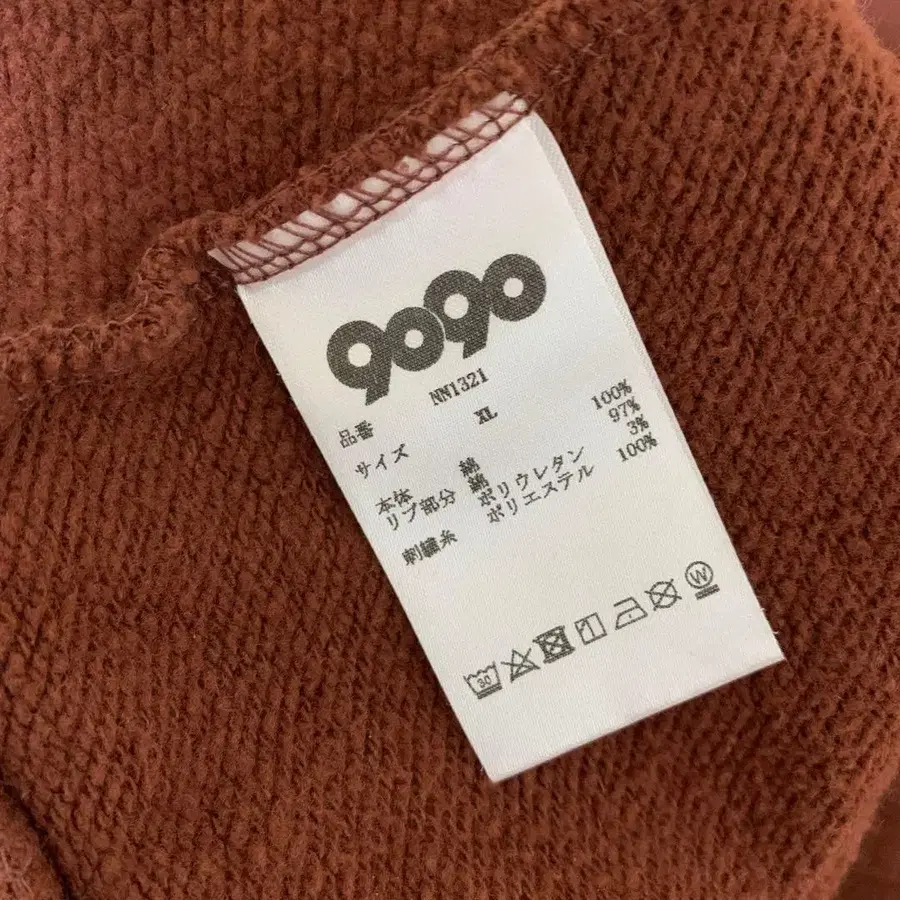 9090
品番 NN1321
サイズ XL
本体 綿 100%
リブ部分 綿 97%
ポリウレタン 3%
刺繍糸 ポリエステル 100%
30 W